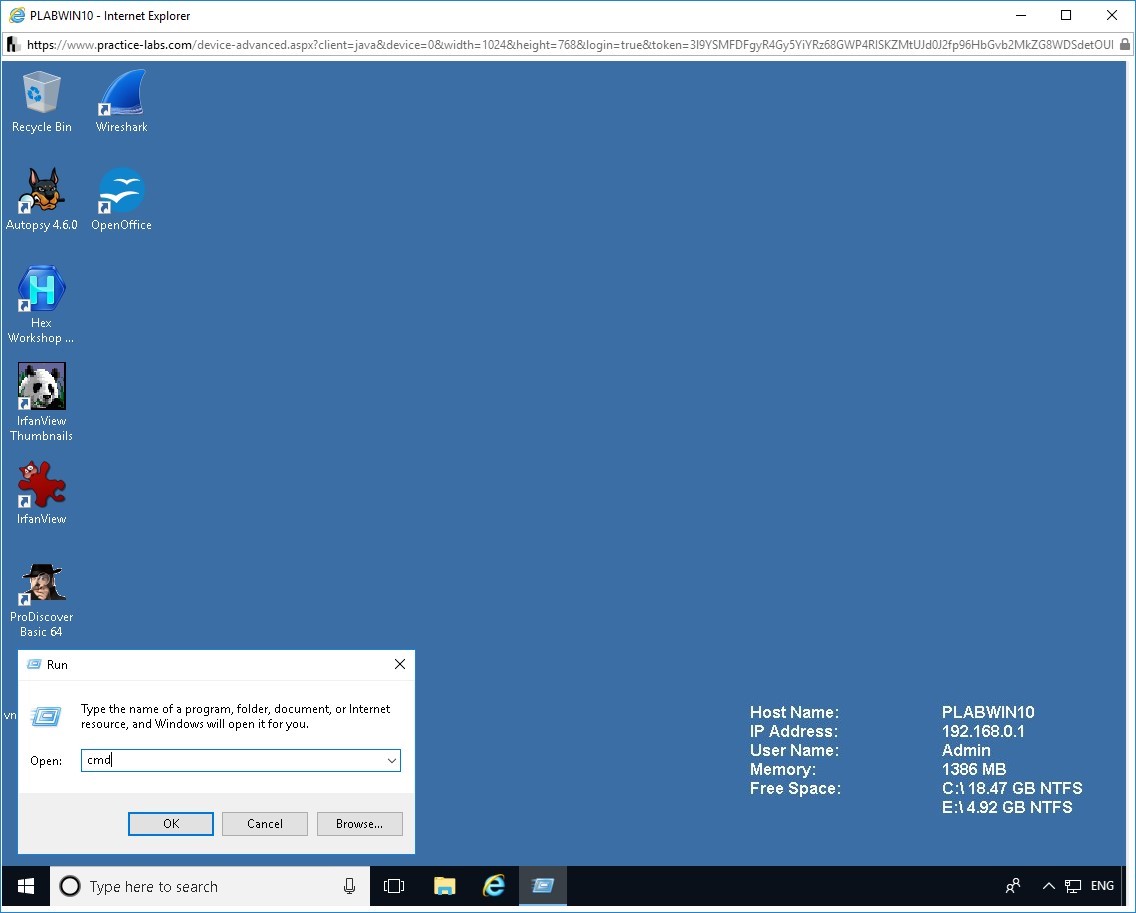 PLABWIN10 - Internet Explorer
https://www.practice-labs.com/device-advanced.aspx?client=java&device=0&width=1024&height=768&login=true&token=
Recycle Bin
Wireshark
Autopsy 4.6.0
OpenOffice
Hex
Workshop ...
IrfanView
Thumbnails
IrfanView
ProDiscover
Basic 64
vn
Run
Type the name of a program, folder, document, or Internet
resource, and Windows will open it for you.
Open: cmd
OK Cancel Browse...
Host Name: PLABWIN10
IP Address: 192.168.0.1
User Name: Admin
Memory: 1386 MB
Free Space: C:\ 18.47 GB NTFS
E:\ 4.92 GB NTFS
Type here to search
ENG